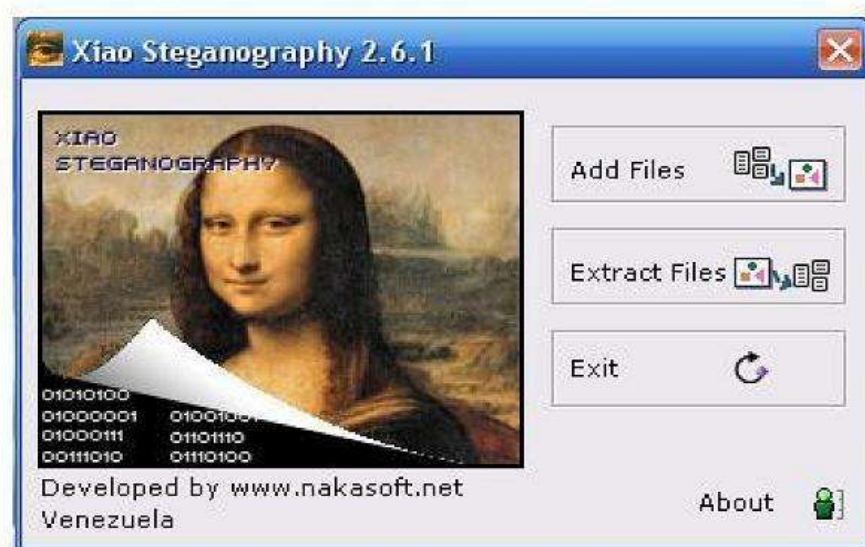 Xiao Steganography 2.6.1
XIAO
STEGANOGRAPHY
Add Files
Extract Files
Exit
01010100
01000001
01000111 01101110
00111010 01110100
Developed by www.nakasoft.net
Venezuela
About